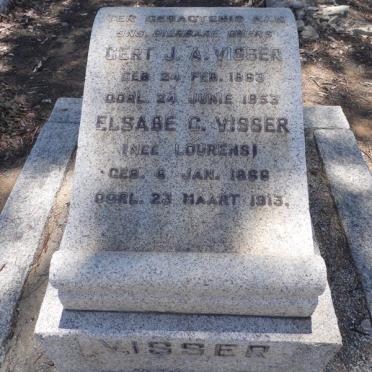 TER GEDACHTENIS AAN
ONS DIERBARE OUERS
GERT J. A. VISSER
GEB. 24 FEB. 1863
OORL. 24 JUNIE 1953
ELSABE C. VISSER
(NEE LOURENS)
GEB. 6 JAN. 1866
OORL. 23 MAART 1913.
VISSER